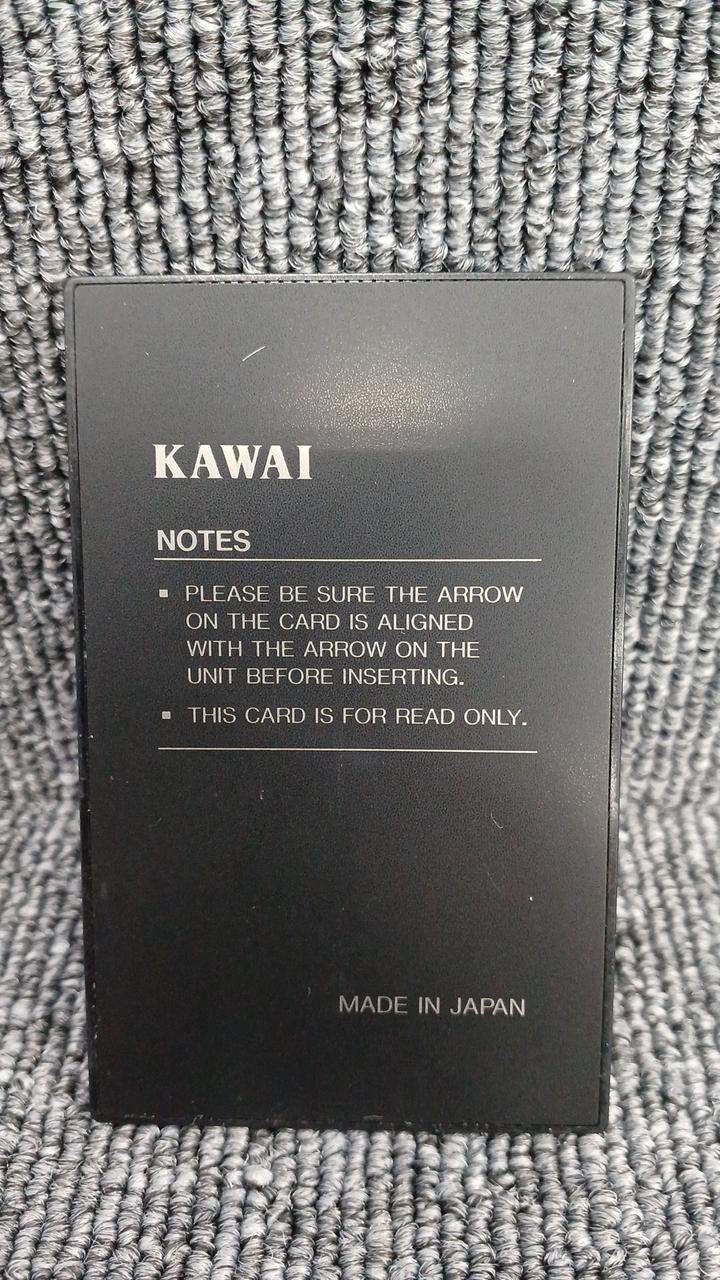 KAWAI
NOTES
▪ PLEASE BE SURE THE ARROW
ON THE CARD IS ALIGNED
WITH THE ARROW ON THE
UNIT BEFORE INSERTING.
▪ THIS CARD IS FOR READ ONLY.
MADE IN JAPAN